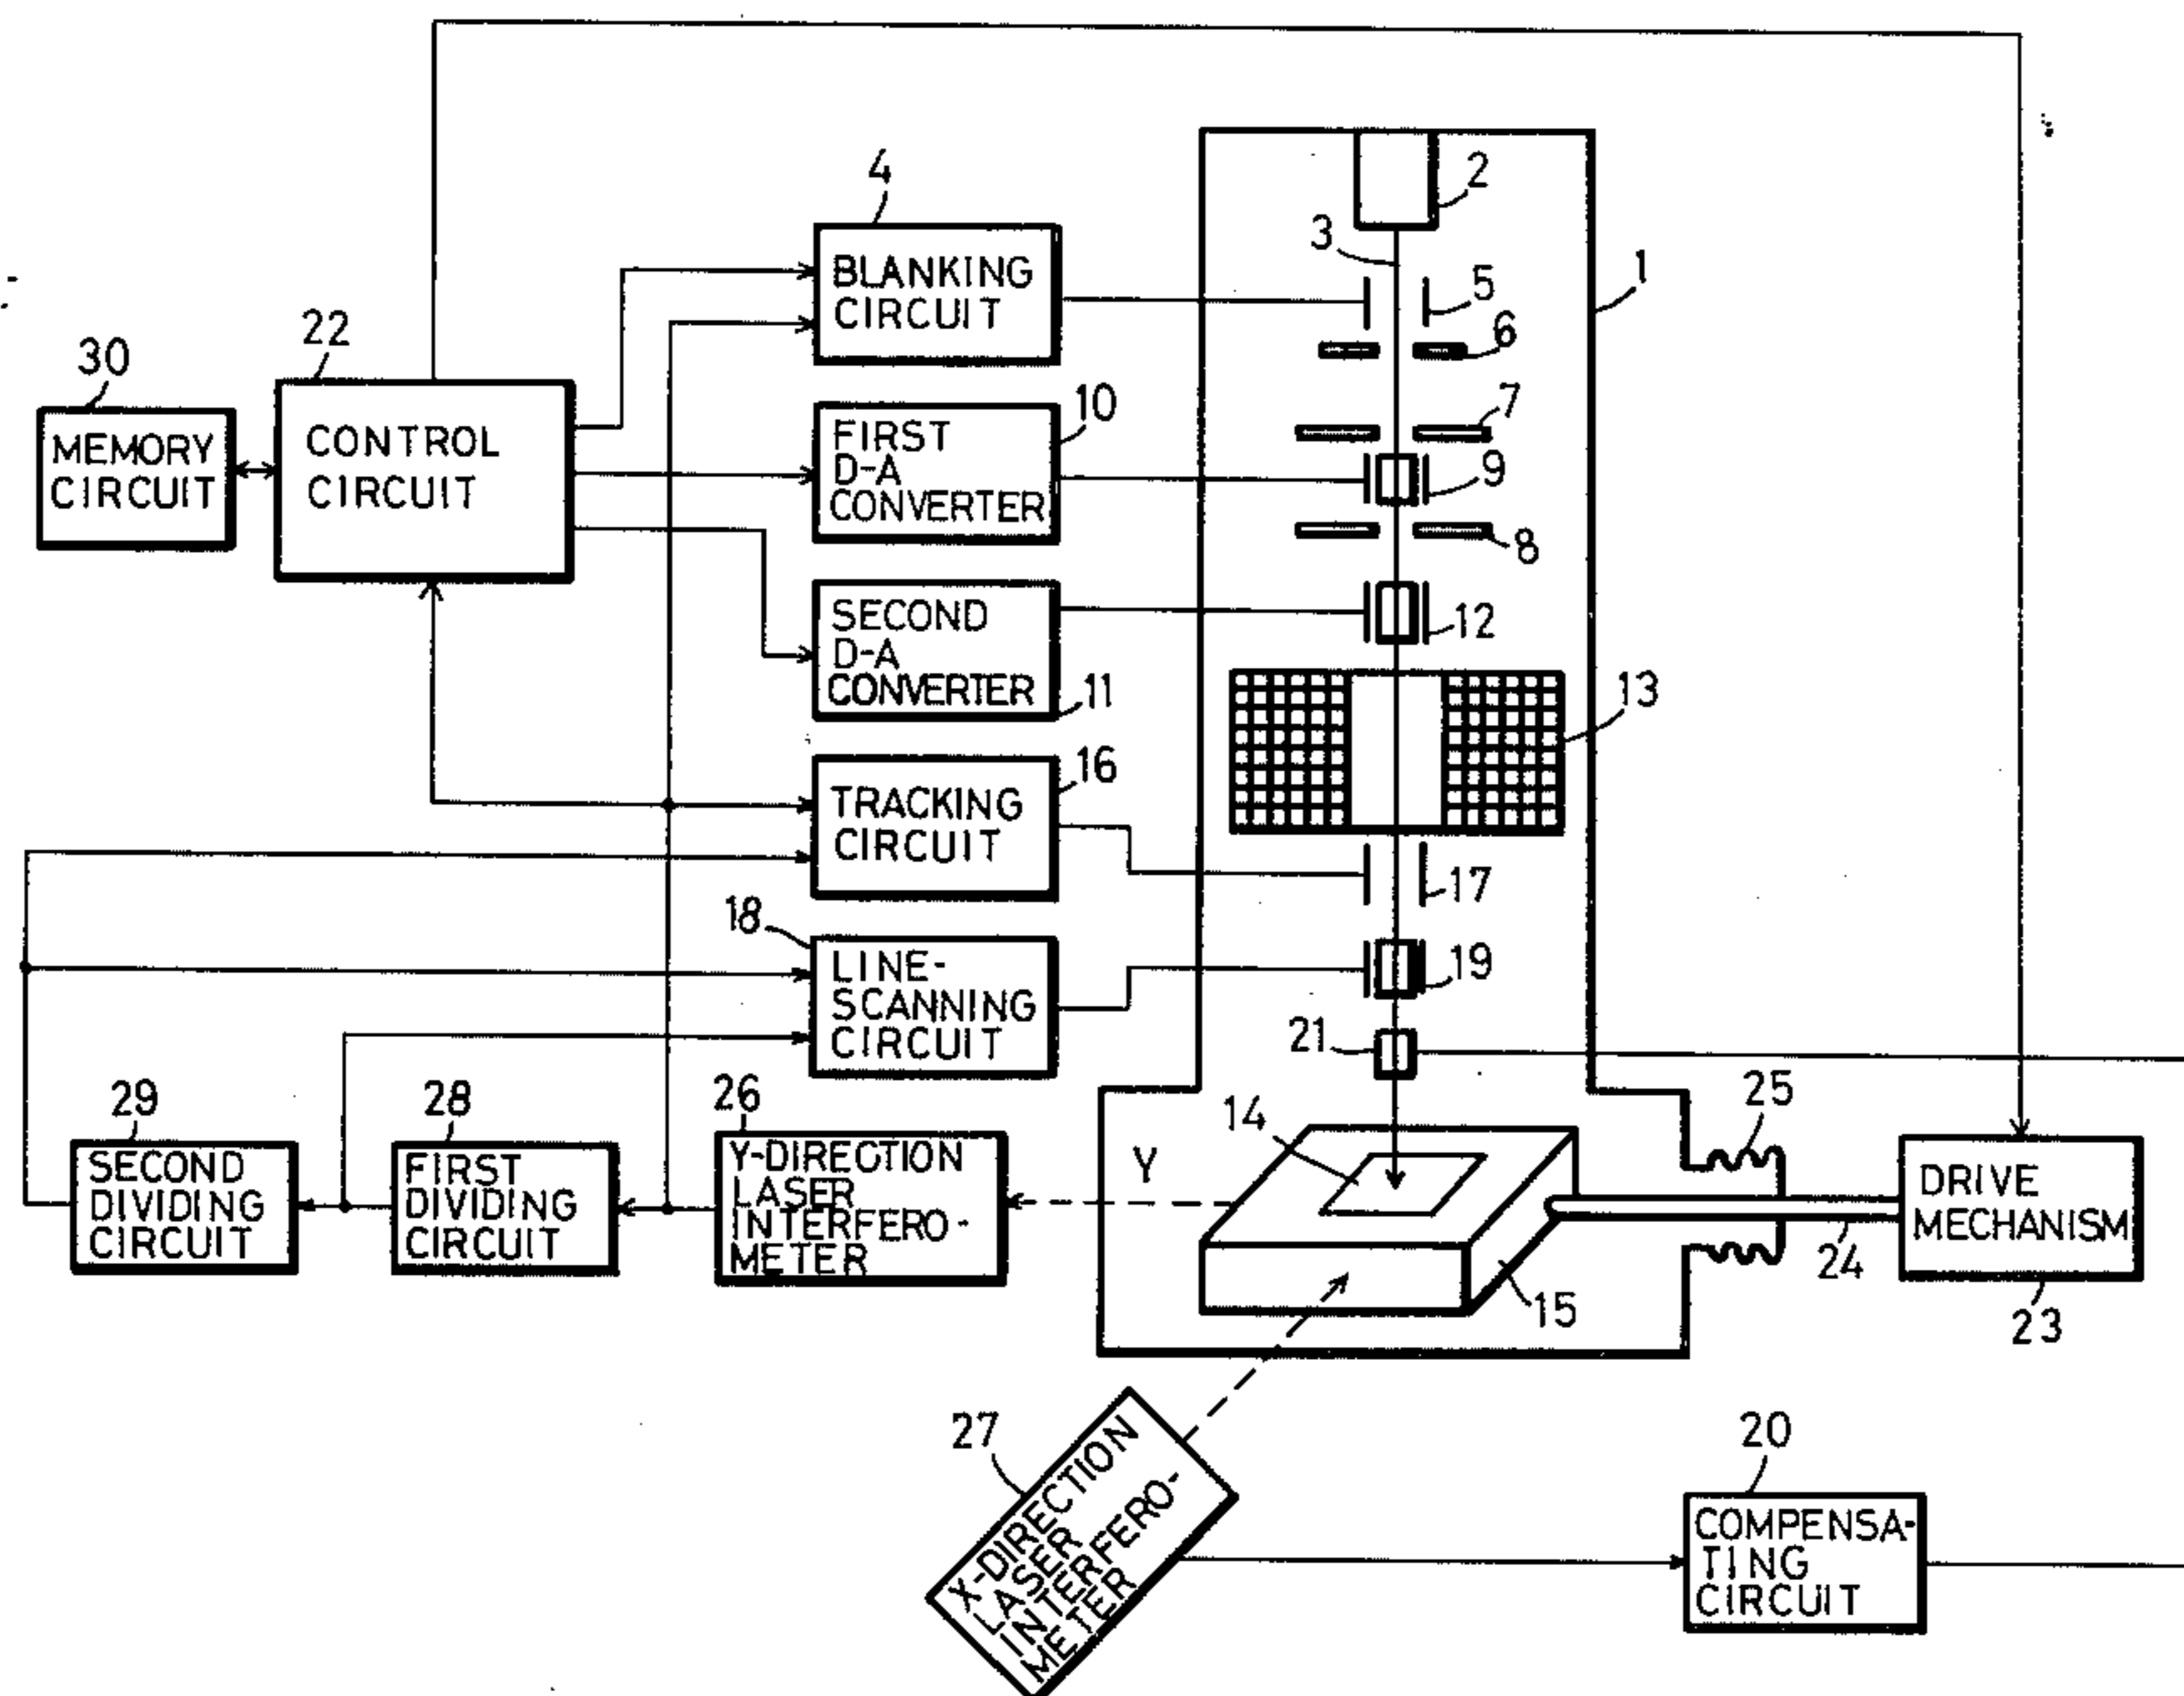 4
BLANKING
CIRCUIT
2
3
5
6
1
22
30
MEMORY
CIRCUIT
CONTROL
CIRCUIT
10
FIRST
D-A
CONVERTER
7
9
8
SECOND
D-A
CONVERTER
11
12
13
16
TRACKING
CIRCUIT
17
18
LINE-
SCANNING
CIRCUIT
19
21
29
SECOND
DIVIDING
CIRCUIT
28
FIRST
DIVIDING
CIRCUIT
26
Y-DIRECTION
LASER
INTERFERO-
METER
Y
14
15
25
24
DRIVE
MECHANISM
23
27
X-DIRECTION
LASER
INTERFERO-
METER
20
COMPENSA-
TING
CIRCUIT